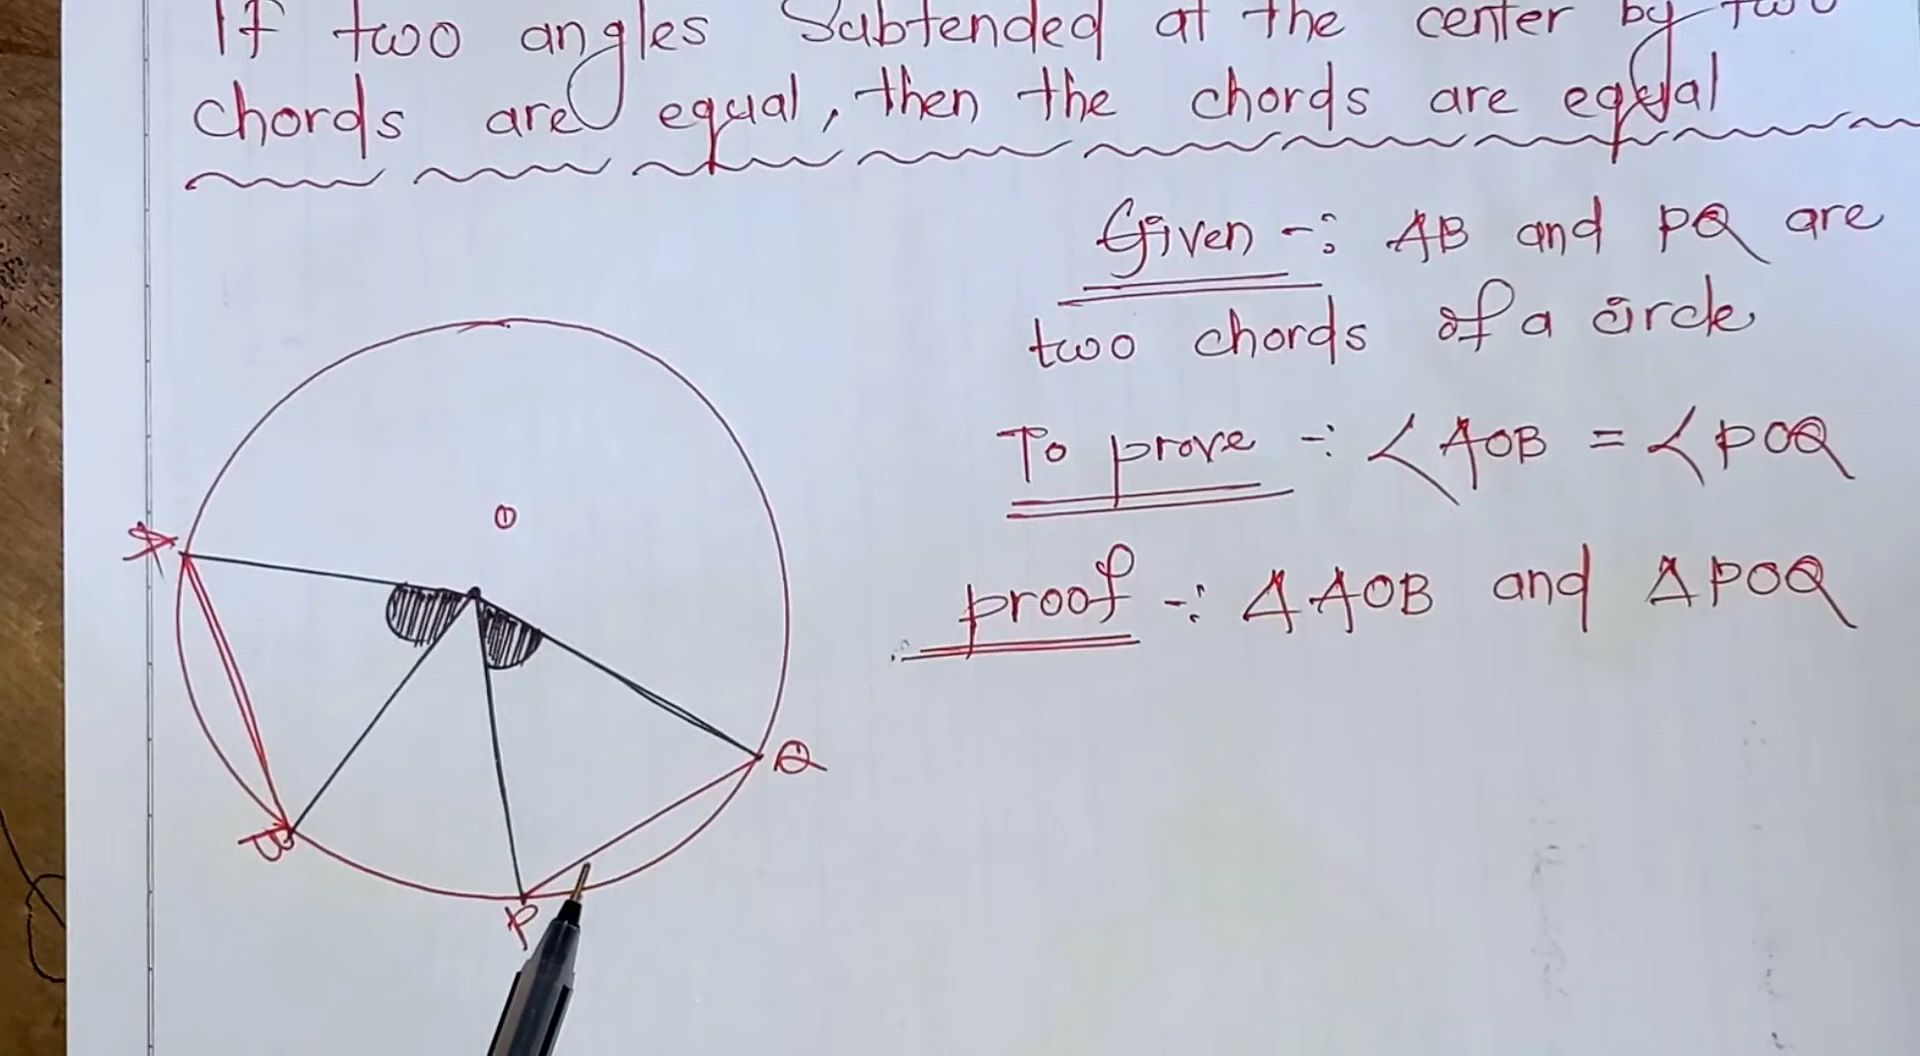 If two angles subtended at the center by two
chords are equal, then the chords are equal
Given -: AB and PQ are
two chords of a circle
To prove -: ∠AOB = ∠POQ
proof -: ΔAOB and ΔPOQ
O
A
Q
B
P